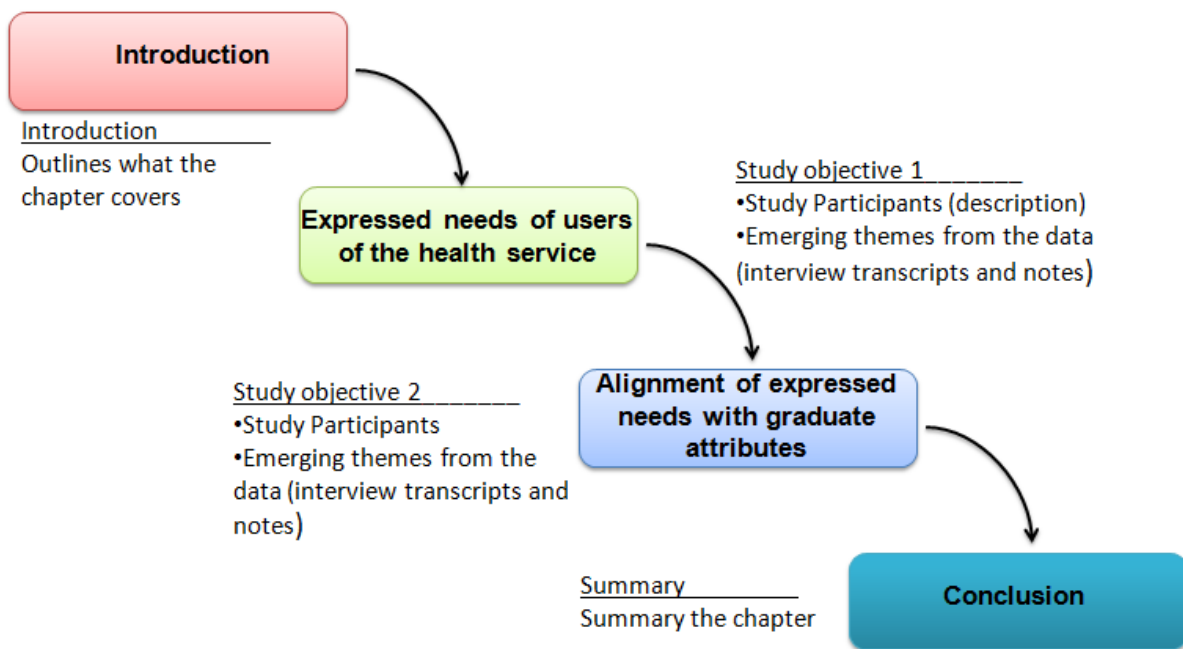 Introduction
Introduction
Outlines what the
chapter covers
Expressed needs of users
of the health service
Study objective 1_______
•Study Participants (description)
•Emerging themes from the data
(interview transcripts and notes)
Alignment of expressed
needs with graduate
attributes
Study objective 2_______
•Study Participants
•Emerging themes from the
data (interview transcripts and
notes)
Conclusion
Summary
Summary the chapter